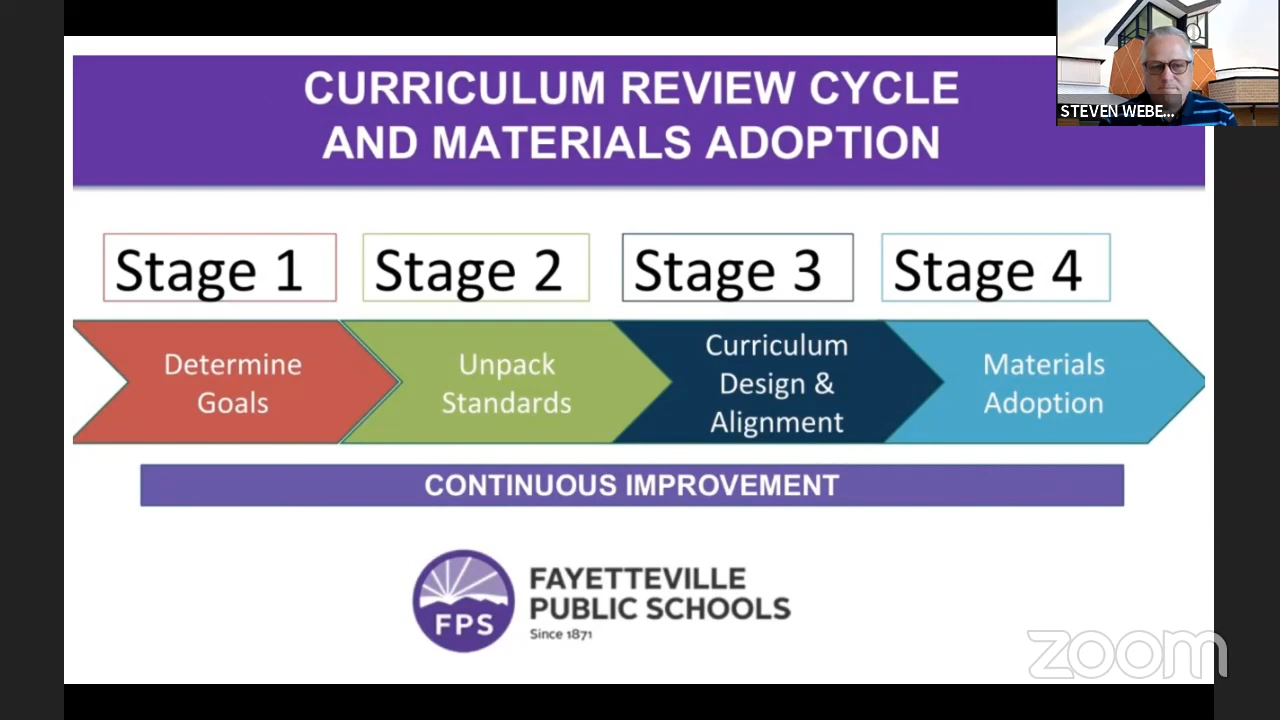 CURRICULUM REVIEW CYCLE
AND MATERIALS ADOPTION
STEVEN WEBE...
Stage 1
Stage 2
Stage 3
Stage 4
Determine
Goals
Unpack
Standards
Curriculum
Design &
Alignment
Materials
Adoption
CONTINUOUS IMPROVEMENT
FPS
FAYETTEVILLE
PUBLIC SCHOOLS
Since 1871
zoom